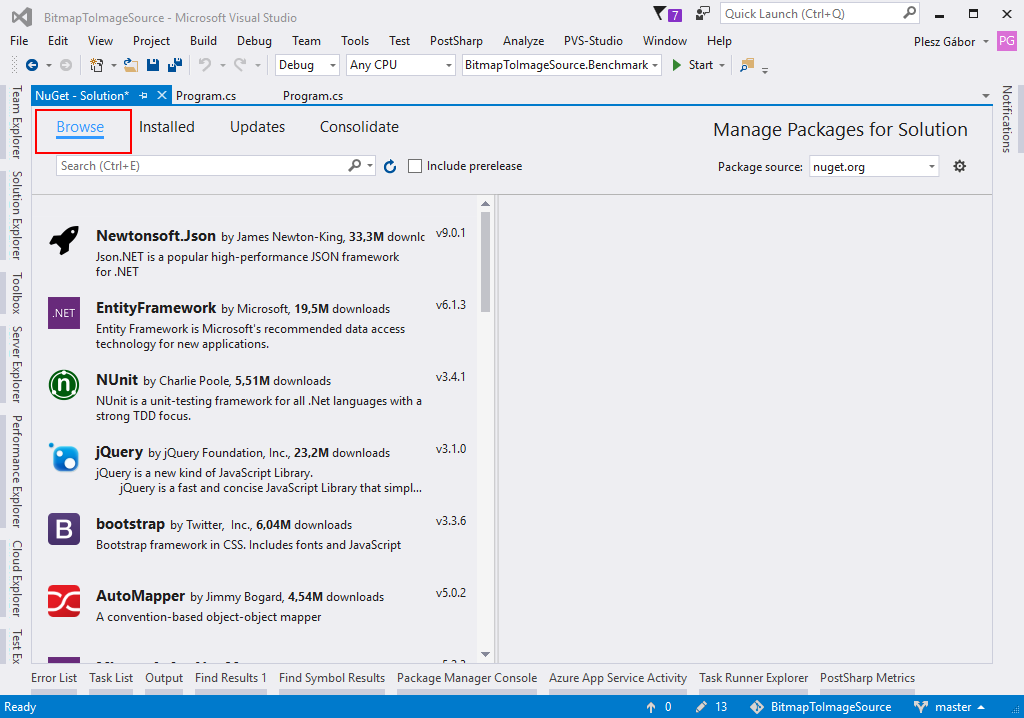 BitmapToImageSource - Microsoft Visual Studio
7
Quick Launch (Ctrl+Q)
File Edit View Project Build Debug Team Tools Test PostSharp Analyze PVS-Studio Window Help
Plesz Gábor
PG
Debug
Any CPU
BitmapToImageSource.Benchmark
Start
NuGet - Solution*
Program.cs
Program.cs
Team Explorer
Solution Explorer
Toolbox
Server Explorer
Performance Explorer
Cloud Explorer
Test Ex
Notifications
Browse Installed Updates Consolidate
Manage Packages for Solution
Search (Ctrl+E)
Include prerelease
Package source: nuget.org
Newtonsoft.Json by James Newton-King, 33,3M downlc v9.0.1
Json.NET is a popular high-performance JSON framework
for .NET
.NET
EntityFramework by Microsoft, 19,5M downloads v6.1.3
Entity Framework is Microsoft's recommended data access
technology for new applications.
n
NUnit by Charlie Poole, 5,51M downloads v3.4.1
NUnit is a unit-testing framework for all .Net languages with a
strong TDD focus.
jQuery by jQuery Foundation, Inc., 23,2M downloads v3.1.0
jQuery is a new kind of JavaScript Library.
jQuery is a fast and concise JavaScript Library that simpl...
B
bootstrap by Twitter, Inc., 6,04M downloads v3.3.6
Bootstrap framework in CSS. Includes fonts and JavaScript
AutoMapper by Jimmy Bogard, 4,54M downloads v5.0.2
A convention-based object-object mapper
Error List Task List Output Find Results 1 Find Symbol Results Package Manager Console Azure App Service Activity Task Runner Explorer PostSharp Metrics
Ready
0
13
BitmapToImageSource
master